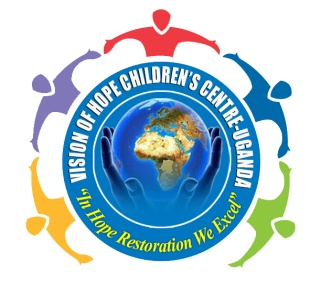 VISION OF HOPE CHILDREN'S CENTRE-UGANDA
"In Hope Restoration We Excel"